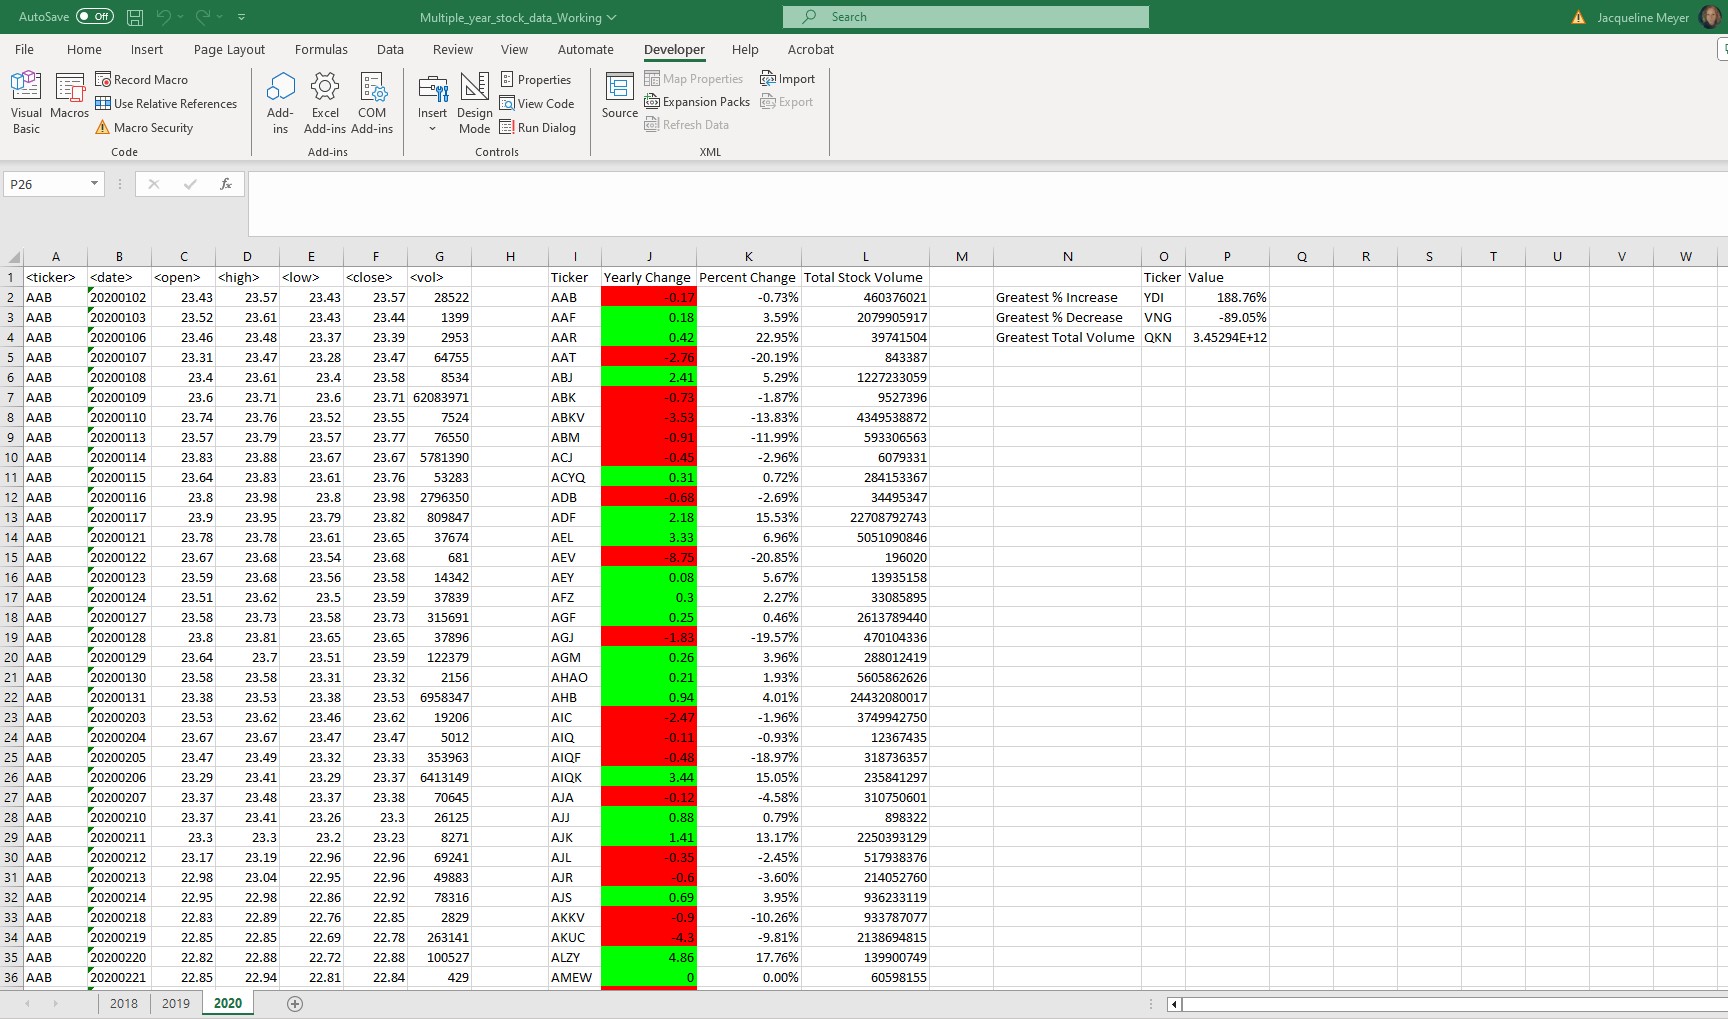 AutoSave Off Multiple_year_stock_data_Working Search Jacqueline Meyer
File Home Insert Page Layout Formulas Data Review View Automate Developer Help Acrobat
Visual Basic Macros Record Macro Use Relative References Macro Security Code
Add-ins Excel Add-ins COM Add-ins Add-ins
Insert Design Mode Properties View Code Run Dialog Controls
Source Map Properties Expansion Packs Refresh Data Import Export XML
P26 fx
A B C D E F G H I J K L M N O P Q R S T U V W
1 <ticker> <date> <open> <high> <low> <close> <vol> Ticker Yearly Change Percent Change Total Stock Volume Ticker Value
2 AAB 20200102 23.43 23.57 23.43 23.57 28522 AAB -0.17 -0.73% 460376021 Greatest % Increase YDI 188.76%
3 AAB 20200103 23.52 23.61 23.43 23.44 1399 AAF 0.18 3.59% 2079905917 Greatest % Decrease VNG -89.05%
4 AAB 20200106 23.46 23.48 23.37 23.39 2953 AAR 0.42 22.95% 39741504 Greatest Total Volume QKN 3.45294E+12
5 AAB 20200107 23.31 23.47 23.28 23.47 64755 AAT -2.76 -20.19% 843387
6 AAB 20200108 23.4 23.61 23.4 23.58 8534 ABJ 2.41 5.29% 1227233059
7 AAB 20200109 23.6 23.71 23.6 23.71 62083971 ABK -0.73 -1.87% 9527396
8 AAB 20200110 23.74 23.76 23.52 23.55 7524 ABKV -3.53 -13.83% 4349538872
9 AAB 20200113 23.57 23.79 23.57 23.77 76550 ABM -0.91 -11.99% 593306563
10 AAB 20200114 23.83 23.88 23.67 23.67 5781390 ACJ -0.45 -2.96% 6079331
11 AAB 20200115 23.64 23.83 23.61 23.76 53283 ACYQ 0.31 0.72% 284153367
12 AAB 20200116 23.8 23.98 23.8 23.98 2796350 ADB -0.68 -2.69% 34495347
13 AAB 20200117 23.9 23.95 23.79 23.82 809847 ADF 2.18 15.53% 22708792743
14 AAB 20200121 23.78 23.78 23.61 23.65 37674 AEL 3.33 6.96% 5051090846
15 AAB 20200122 23.67 23.68 23.54 23.68 681 AEV -8.75 -20.85% 196020
16 AAB 20200123 23.59 23.68 23.56 23.58 14342 AEY 0.08 5.67% 13935158
17 AAB 20200124 23.51 23.62 23.5 23.59 37839 AFZ 0.3 2.27% 33085895
18 AAB 20200127 23.58 23.73 23.58 23.73 315691 AGF 0.25 0.46% 2613789440
19 AAB 20200128 23.8 23.81 23.65 23.65 37896 AGJ -1.83 -19.57% 470104336
20 AAB 20200129 23.64 23.7 23.51 23.59 122379 AGM 0.26 3.96% 288012419
21 AAB 20200130 23.58 23.58 23.31 23.32 2156 AHAO 0.21 1.93% 5605862626
22 AAB 20200131 23.38 23.53 23.38 23.53 6958347 AHB 0.94 4.01% 24432080017
23 AAB 20200203 23.53 23.62 23.46 23.62 19206 AIC -2.47 -1.96% 3749942750
24 AAB 20200204 23.67 23.67 23.47 23.47 5012 AIQ -0.11 -0.93% 12367435
25 AAB 20200205 23.47 23.49 23.32 23.33 353963 AIQF -0.48 -18.97% 318736357
26 AAB 20200206 23.29 23.41 23.29 23.37 6413149 AIQK 3.44 15.05% 235841297
27 AAB 20200207 23.37 23.48 23.37 23.38 70645 AJA -0.12 -4.58% 310750601
28 AAB 20200210 23.37 23.41 23.26 23.3 26125 AJJ 0.88 0.79% 898322
29 AAB 20200211 23.3 23.3 23.2 23.23 8271 AJK 1.41 13.17% 2250393129
30 AAB 20200212 23.17 23.19 22.96 22.96 69241 AJL -0.35 -2.45% 517938376
31 AAB 20200213 22.98 23.04 22.95 22.96 49883 AJR -0.6 -3.60% 214052760
32 AAB 20200214 22.95 22.98 22.86 22.92 78316 AJS 0.69 3.95% 936233119
33 AAB 20200218 22.83 22.89 22.76 22.85 2829 AKKV -0.9 -10.26% 933787077
34 AAB 20200219 22.85 22.85 22.69 22.78 263141 AKUC -4.3 -9.81% 2138694815
35 AAB 20200220 22.82 22.88 22.72 22.88 100527 ALZY 4.86 17.76% 139900749
36 AAB 20200221 22.85 22.94 22.81 22.84 429 AMEW 0 0.00% 60598155
2018 2019 2020